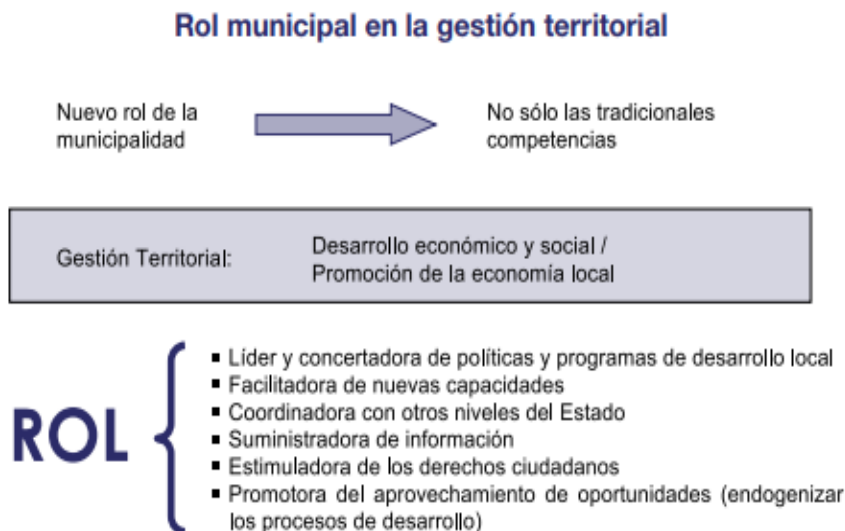 Rol municipal en la gestión territorial
Nuevo rol de la
municipalidad
No sólo las tradicionales
competencias
Gestión Territorial:
Desarrollo económico y social /
Promoción de la economía local
ROL
▪ Líder y concertadora de políticas y programas de desarrollo local
▪ Facilitadora de nuevas capacidades
▪ Coordinadora con otros niveles del Estado
▪ Suministradora de información
▪ Estimuladora de los derechos ciudadanos
▪ Promotora del aprovechamiento de oportunidades (endogenizar
los procesos de desarrollo)